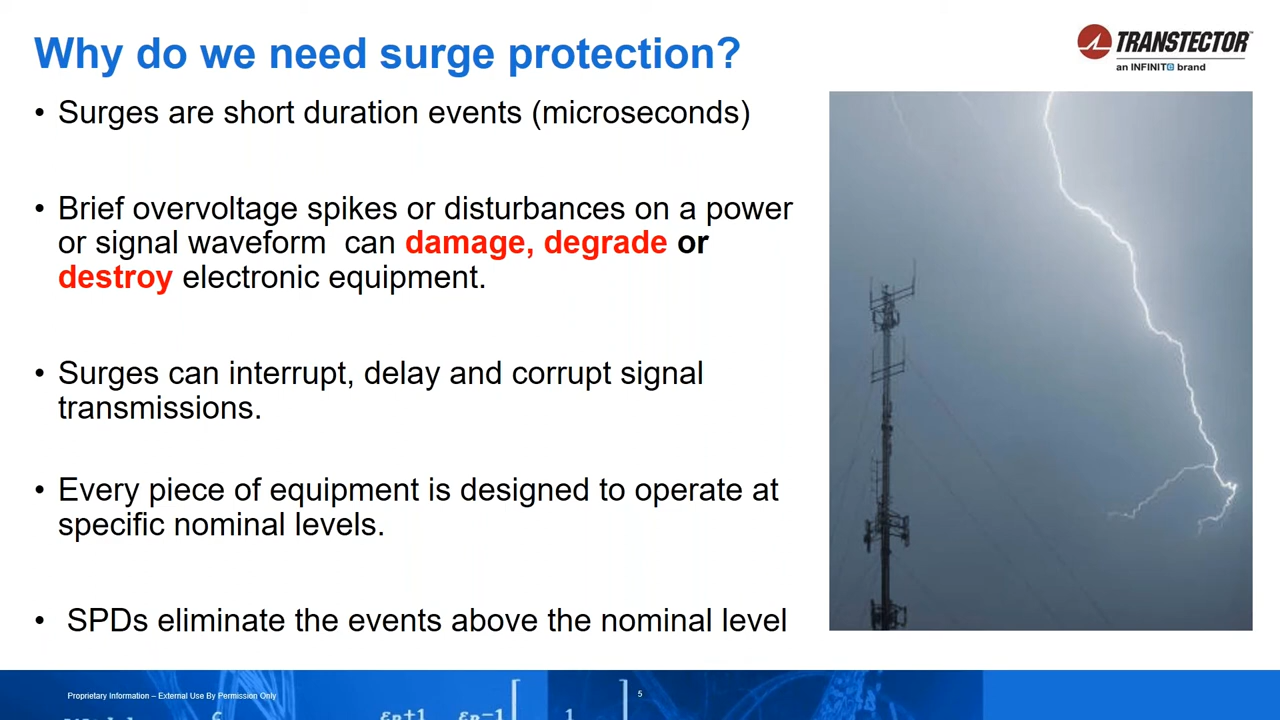 Why do we need surge protection?
TRANSTECTOR
an INFINITE brand
• Surges are short duration events (microseconds)
• Brief overvoltage spikes or disturbances on a power
or signal waveform can damage, degrade or
destroy electronic equipment.
• Surges can interrupt, delay and corrupt signal
transmissions.
• Every piece of equipment is designed to operate at
specific nominal levels.
• SPDs eliminate the events above the nominal level
Proprietary Information – External Use By Permission Only
5